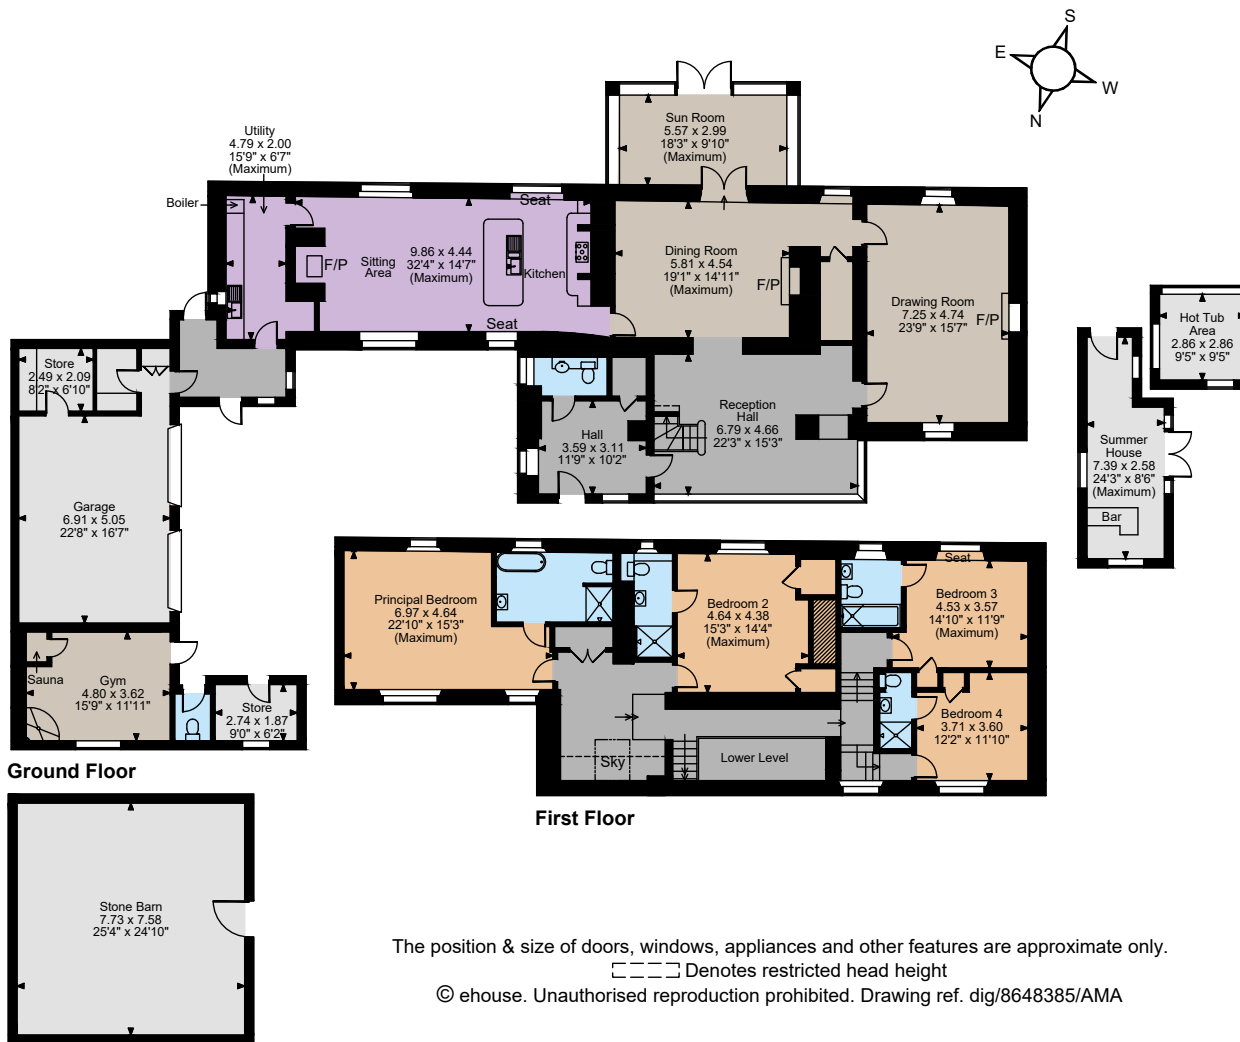 S
E
W
N
Sun Room
5.57 x 2.99
18'3" x 9'10"
(Maximum)
Utility
4.79 x 2.00
15'9" x 6'7"
(Maximum)
Boiler
Seat
F/P
Sitting
Area
9.86 x 4.44
32'4" x 14'7"
(Maximum)
Kitchen
Seat
Dining Room
5.81 x 4.54
19'1" x 14'11"
(Maximum)
F/P
Drawing Room
7.25 x 4.74
23'9" x 15'7"
F/P
Hot Tub
Area
2.86 x 2.86
9'5" x 9'5"
Summer
House
7.39 x 2.58
24'3" x 8'6"
(Maximum)
Bar
Store
2.49 x 2.09
8'2" x 6'10"
Hall
3.59 x 3.11
11'9" x 10'2"
Reception
Hall
6.79 x 4.66
22'3" x 15'3"
Garage
6.91 x 5.05
22'8" x 16'7"
Sauna
Gym
4.80 x 3.62
15'9" x 11'11"
Store
2.74 x 1.87
9'0" x 6'2"
Ground Floor
Principal Bedroom
6.97 x 4.64
22'10" x 15'3"
(Maximum)
Bedroom 2
4.64 x 4.38
15'3" x 14'4"
(Maximum)
Seat
Bedroom 3
4.53 x 3.57
14'10" x 11'9"
(Maximum)
Bedroom 4
3.71 x 3.60
12'2" x 11'10"
Sky
Lower Level
First Floor
Stone Barn
7.73 x 7.58
25'4" x 24'10"
The position & size of doors, windows, appliances and other features are approximate only.
Denotes restricted head height
© ehouse. Unauthorised reproduction prohibited. Drawing ref. dig/8648385/AMA